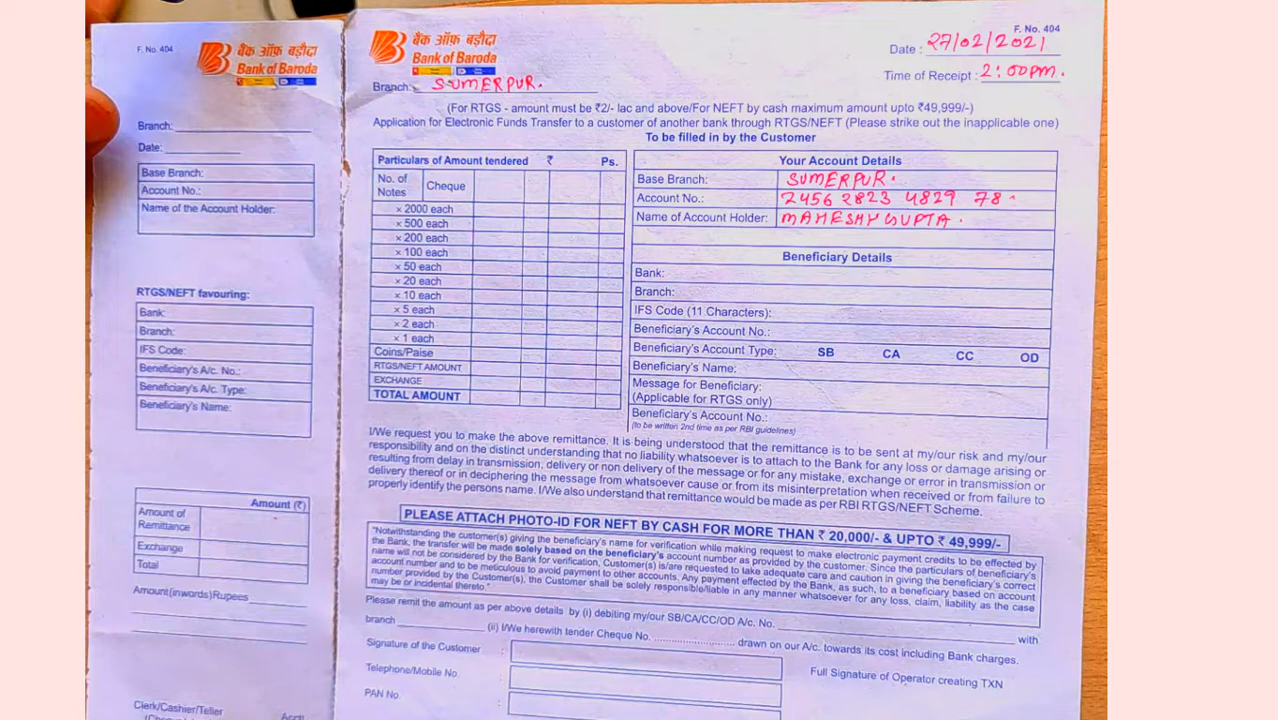 F. No. 404
बैंक ऑफ़ बड़ौदा
Bank of Baroda
Branch:
Date:
Base Branch:
Account No.:
Name of the Account Holder:
RTGS/NEFT favouring:
Bank:
Branch:
IFS Code:
Beneficiary's A/c. No.:
Beneficiary's A/c. Type:
Beneficiary's Name:
Amount (₹)
Amount of
Remittance
Exchange
Total
Amount(inwords)Rupees
Clerk/Cashier/Teller
F. No. 404
बैंक ऑफ़ बड़ौदा
Bank of Baroda
Date : 27/02/2021
Time of Receipt : 2:00pm.
Branch: SUMERPUR.
(For RTGS - amount must be ₹2/- lac and above/For NEFT by cash maximum amount upto ₹49,999/-)
Application for Electronic Funds Transfer to a customer of another bank through RTGS/NEFT (Please strike out the inapplicable one)
To be filled in by the Customer
Particulars of Amount tendered ₹ Ps.
No. of
Notes Cheque
× 2000 each
× 500 each
× 200 each
× 100 each
× 50 each
× 20 each
× 10 each
× 5 each
× 2 each
× 1 each
Coins/Paise
RTGS/NEFT AMOUNT
EXCHANGE
TOTAL AMOUNT
Your Account Details
Base Branch: SUMERPUR.
Account No.: 2456 2823 4829 78
Name of Account Holder: MAHESH GUPTA.
Beneficiary Details
Bank:
Branch:
IFS Code (11 Characters):
Beneficiary's Account No.:
Beneficiary's Account Type: SB CA CC OD
Beneficiary's Name:
Message for Beneficiary:
(Applicable for RTGS only)
Beneficiary's Account No.:
(to be written 2nd time as per RBI guidelines)
I/We request you to make the above remittance. It is being understood that the remittance is to be sent at my/our risk and my/our
responsibility and on the distinct understanding that no liability whatsoever is to attach to the Bank for any loss or damage arising or
resulting from delay in transmission, delivery or non delivery of the message or for any mistake, exchange or error in transmission or
delivery thereof or in deciphering the message from whatsoever cause or from its misinterpretation when received or from failure to
properly identify the persons name. I/We also understand that remittance would be made as per RBI RTGS/NEFT Scheme.
PLEASE ATTACH PHOTO-ID FOR NEFT BY CASH FOR MORE THAN ₹ 20,000/- & UPTO ₹ 49,999/-
"Notwithstanding the customer(s) giving the beneficiary's name for verification while making request to make electronic payment credits to be effected by
the Bank, the transfer will be made solely based on the beneficiary's account number as provided by the customer. Since the particulars of beneficiary's
name will not be considered by the Bank for verification, Customer(s) is/are requested to take adequate care and caution in giving the beneficiary's correct
account number and to be meticulous to avoid payment to other accounts. Any payment effected by the Bank, as such, to a beneficiary based on account
number provided by the Customer(s), the Customer shall be solely responsible/liable in any manner whatsoever for any loss, claim, liability as the case
may be or incidental thereto."
Please remit the amount as per above details by (i) debiting my/our SB/CA/CC/OD A/c. No. with
branch (ii) I/We herewith tender Cheque No. drawn on our A/c. towards its cost including Bank charges.
Signature of the Customer
Telephone/Mobile No.
PAN No.
Full Signature of Operator creating TXN